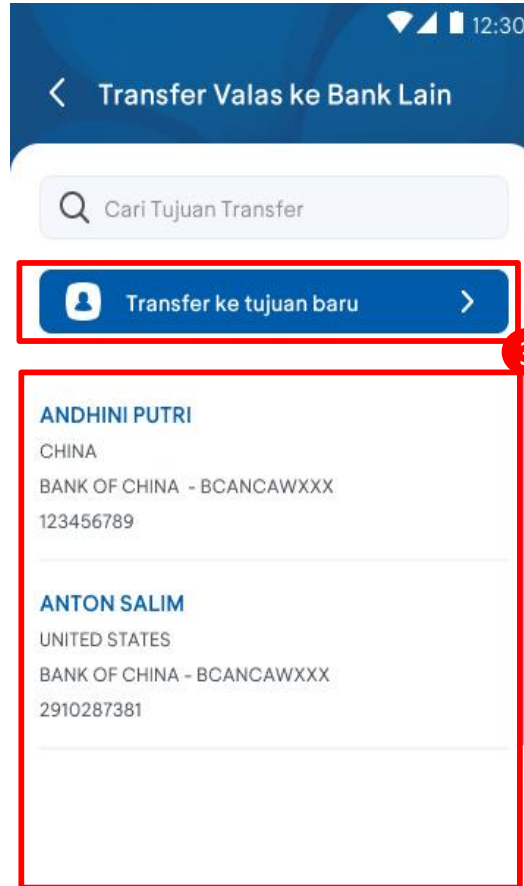 12:30
Transfer Valas ke Bank Lain
Cari Tujuan Transfer
Transfer ke tujuan baru
ANDHINI PUTRI
CHINA
BANK OF CHINA - BCANCAWXXX
123456789
ANTON SALIM
UNITED STATES
BANK OF CHINA - BCANCAWXXX
2910287381